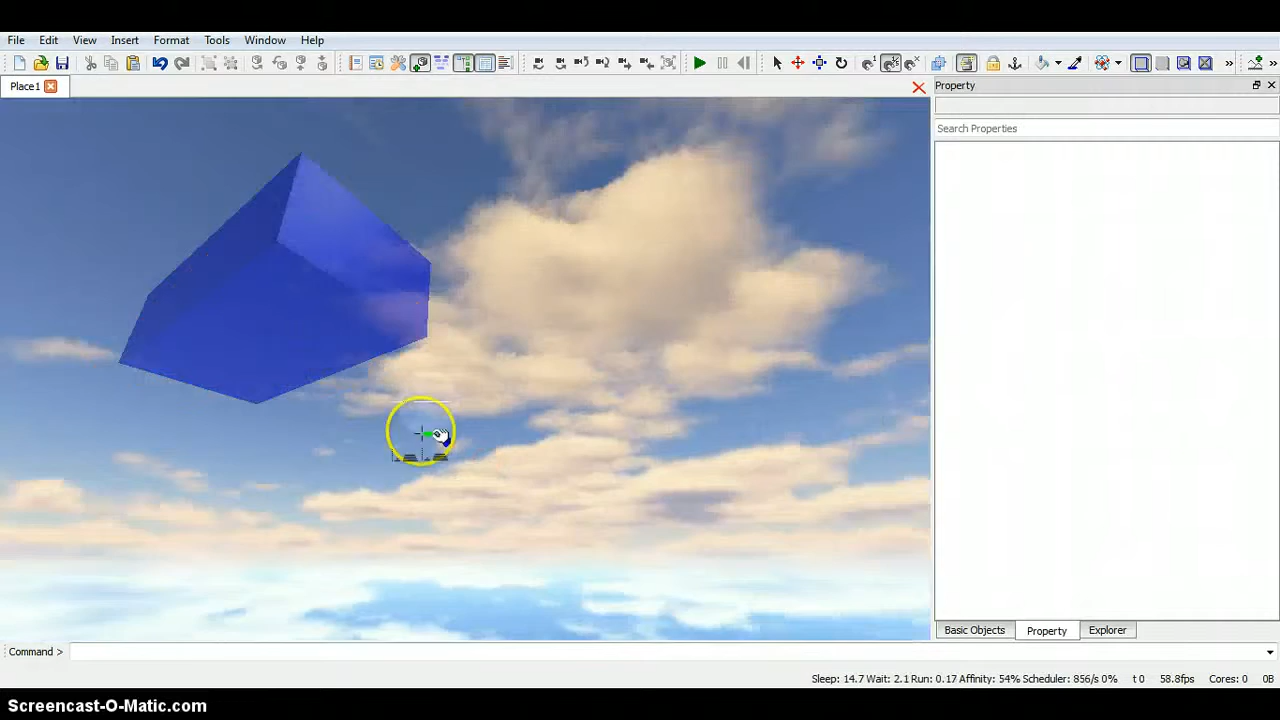 File Edit View Insert Format Tools Window Help
Place1
Property
Search Properties
Basic Objects Property Explorer
Command >
Sleep: 14.7 Wait: 2.1 Run: 0.17 Affinity: 54% Scheduler: 856/s 0% t 0 58.8fps Cores: 0 0B
Screencast-O-Matic.com